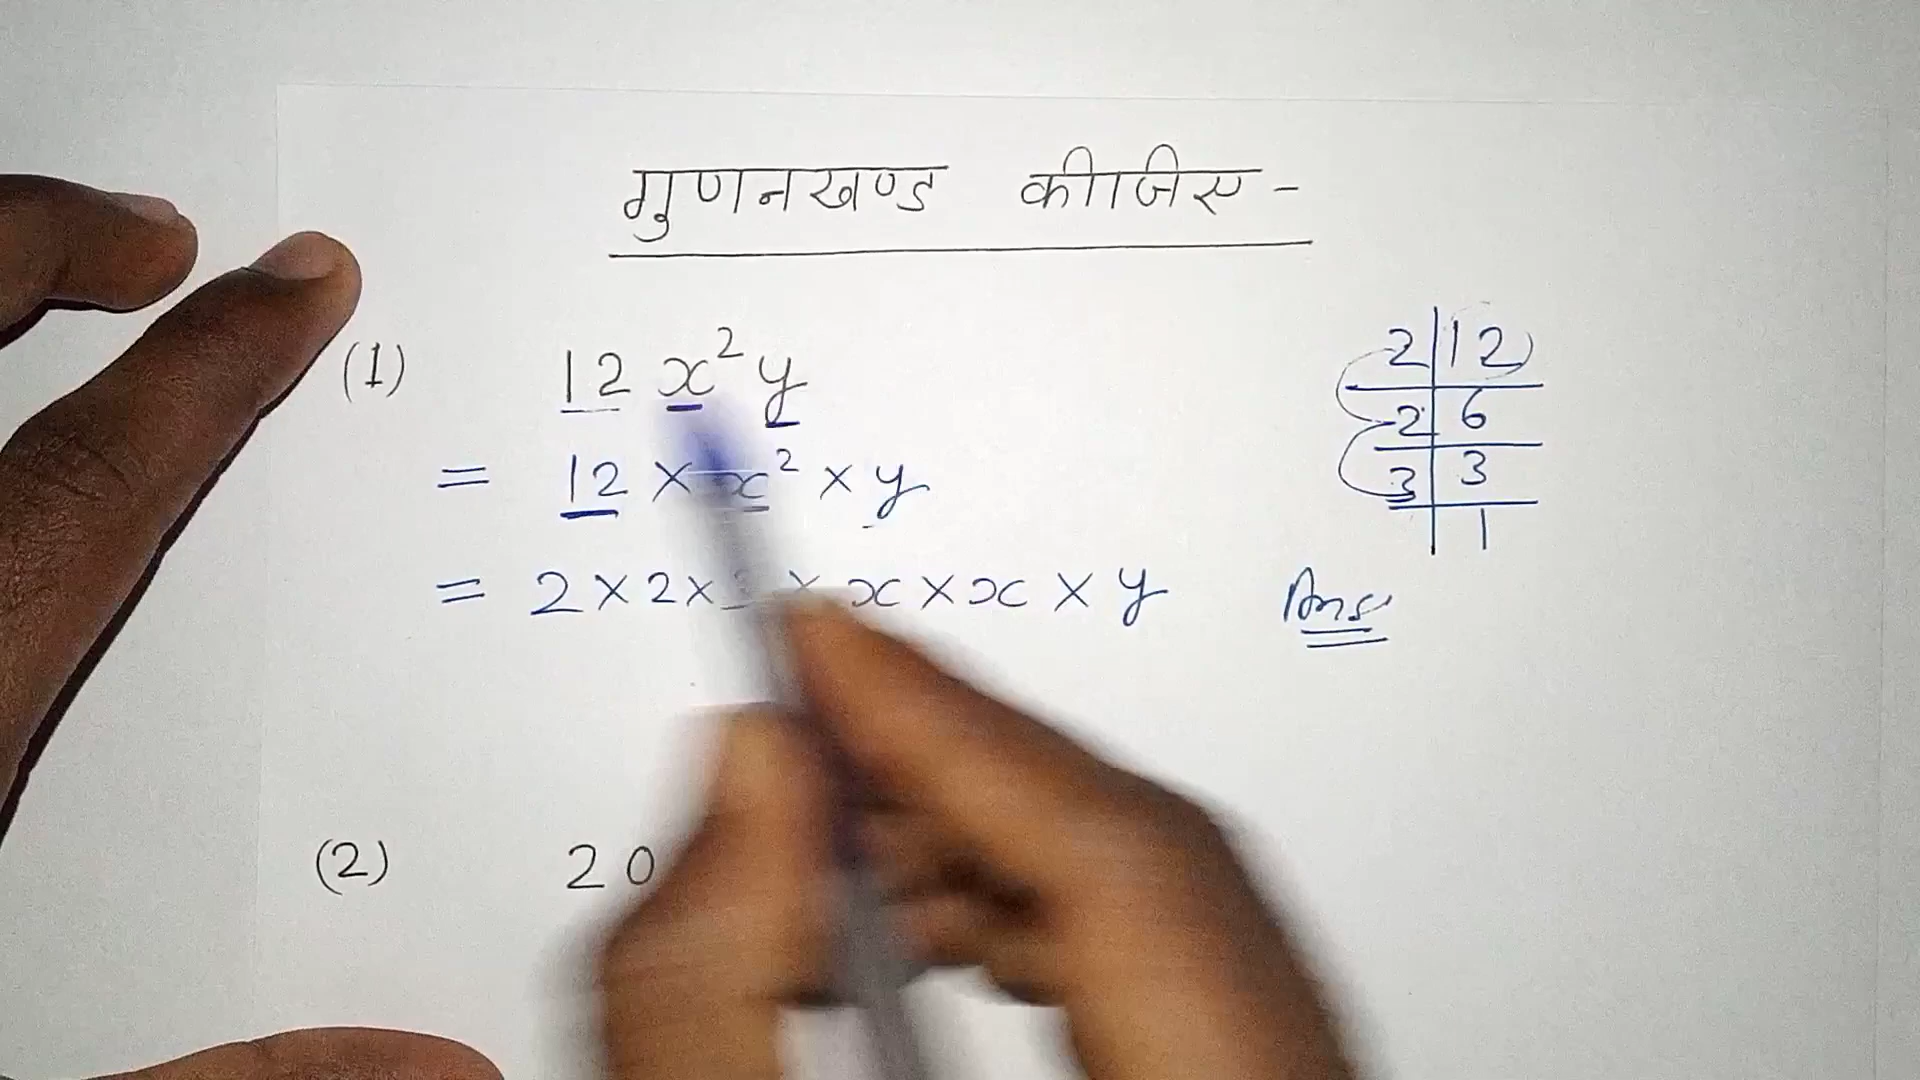 गुणनखण्ड कीजिए -
(1) 12 x² y
= 12 × x² × y
= 2 × 2 × × x × x × y Ans
2 | 12
2 | 6
3 | 3
| 1
(2) 20